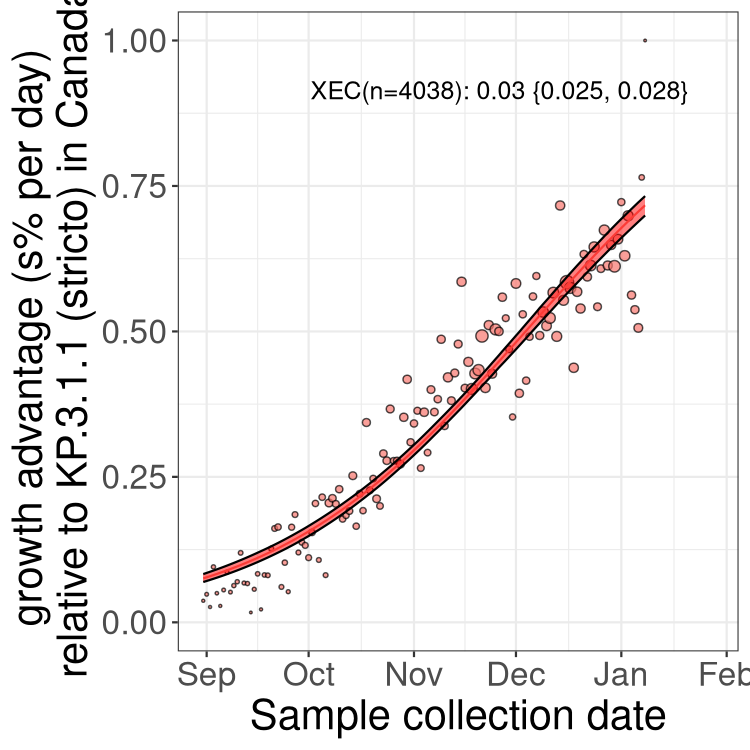 growth advantage (s% per day)
relative to KP.3.1.1 (stricto) in Canada
1.00
0.75
0.50
0.25
0.00
XEC(n=4038): 0.03 {0.025, 0.028}
Sep Oct Nov Dec Jan Feb
Sample collection date